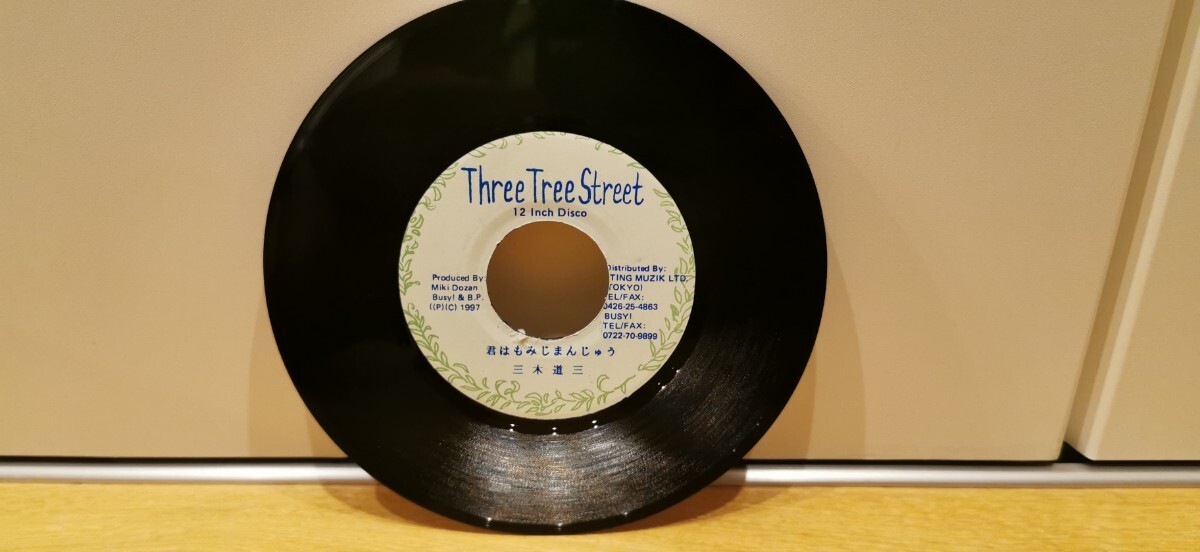 Three Tree Street
12 Inch Disco
Produced By:
Miki Dozan
Busy! & B.P.
((P)(C) 1997
Distributed By:
TING MUZIK LTD.
TOKYO!
TEL/FAX:
0426-25-4863
BUSY!
TEL/FAX:
0722-70-9899
君はもみじまんじゅう
三木道三